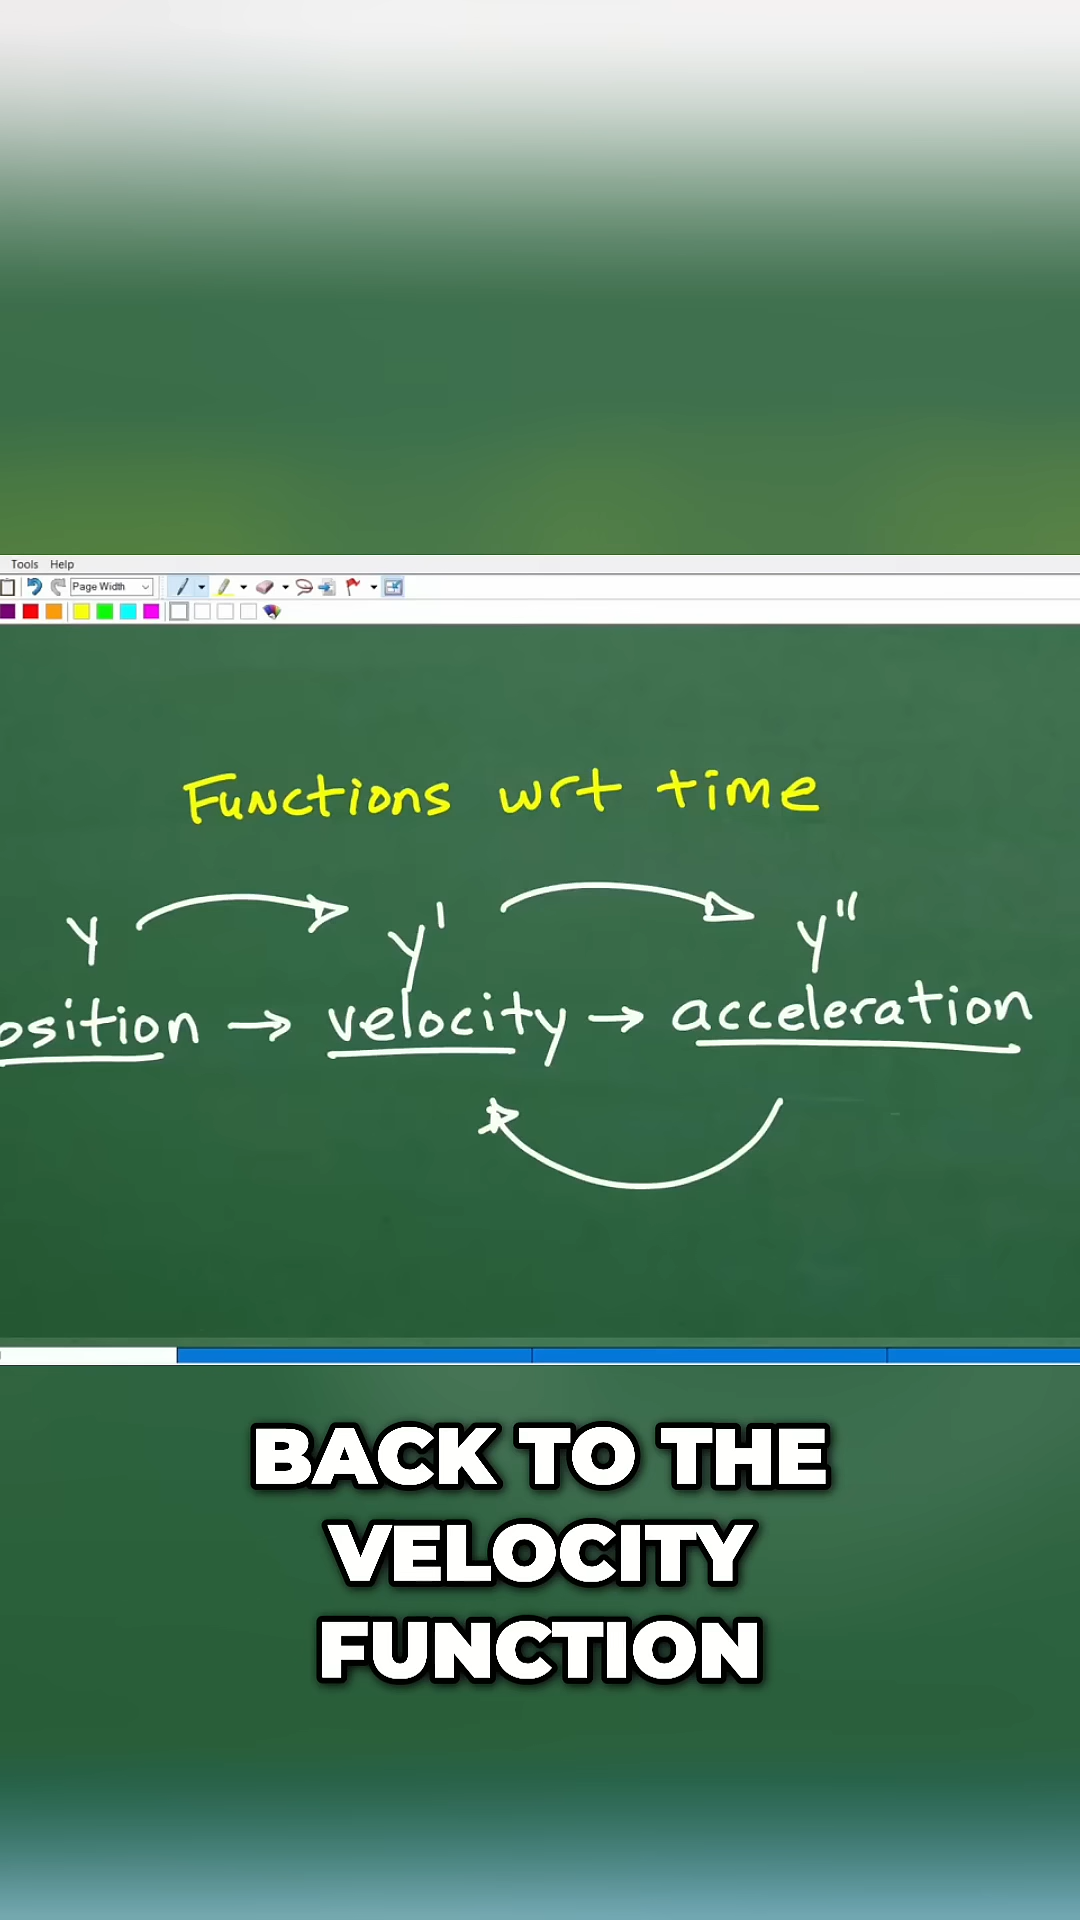 Tools Help
Page Width
Functions wrt time
y y' y"
osition → velocity → acceleration
BACK TO THE
VELOCITY
FUNCTION